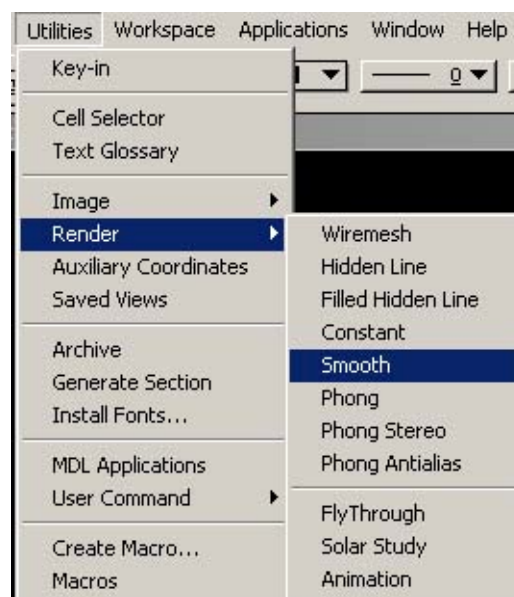 Utilities Workspace Applications Window Help
Key-in
0
Cell Selector
Text Glossary
Image
Render
Auxiliary Coordinates
Saved Views
Archive
Generate Section
Install Fonts...
MDL Applications
User Command
Create Macro...
Macros
Wiremesh
Hidden Line
Filled Hidden Line
Constant
Smooth
Phong
Phong Stereo
Phong Antialias
FlyThrough
Solar Study
Animation